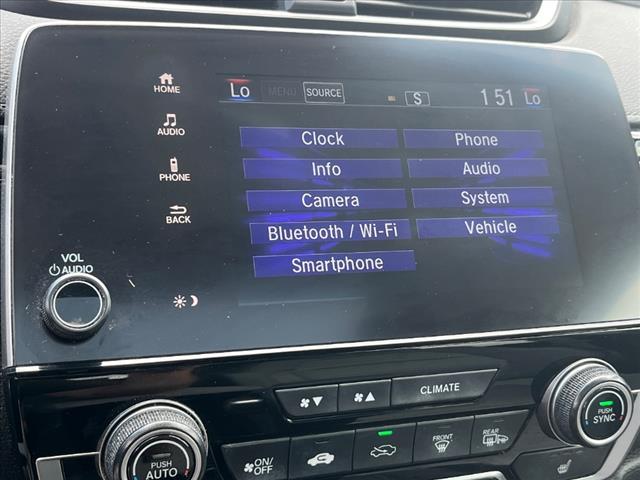 Lo MENU SOURCE S 1:51 Lo
HOME
AUDIO
PHONE
BACK
Clock Phone
Info Audio
Camera System
Bluetooth / Wi-Fi Vehicle
Smartphone
VOL
AUDIO
CLIMATE
PUSH
AUTO
ON/
OFF
FRONT
REAR
PUSH
SYNC